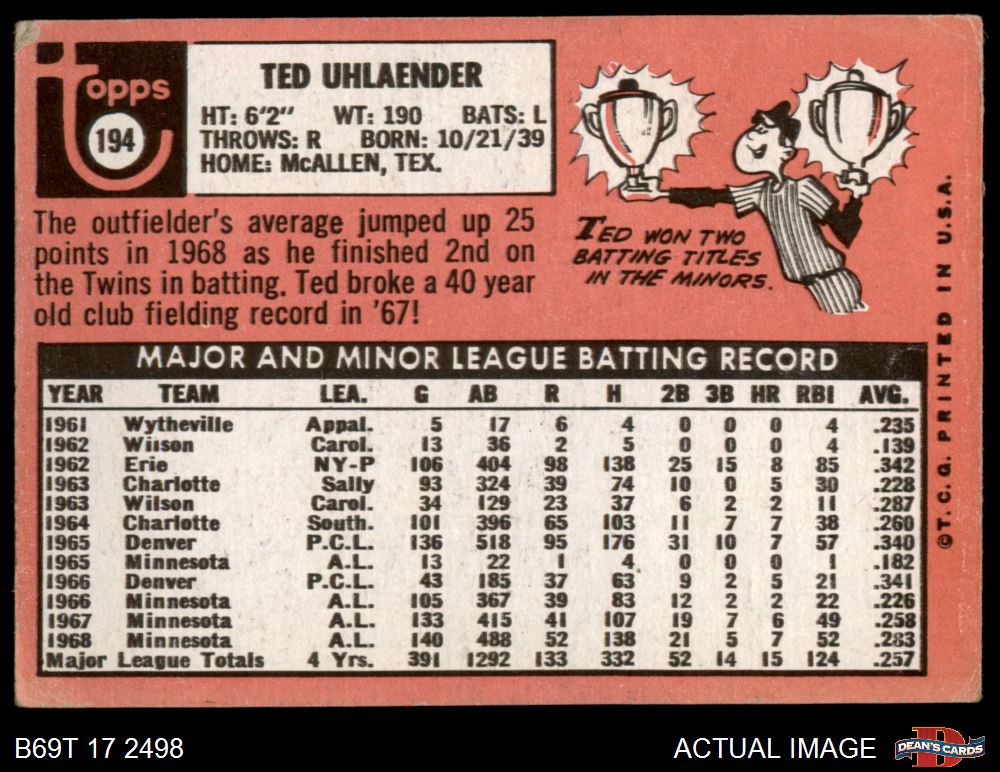 topps
194
TED UHLAENDER
HT: 6'2" WT: 190 BATS: L
THROWS: R BORN: 10/21/39
HOME: McALLEN, TEX.
The outfielder's average jumped up 25
points in 1968 as he finished 2nd on
the Twins in batting. Ted broke a 40 year
old club fielding record in '67!
TED WON TWO
BATTING TITLES
IN THE MINORS.
©T.C.G. PRINTED IN U.S.A.
MAJOR AND MINOR LEAGUE BATTING RECORD
YEAR TEAM LEA. G AB R H 2B 3B HR RBI AVG.
1961 Wytheville Appal. 5 17 6 4 0 0 0 4 .235
1962 Wilson Carol. 13 36 2 5 0 0 0 4 .139
1962 Erie NY-P 106 404 98 138 25 15 8 85 .342
1963 Charlotte Sally 93 324 39 74 10 0 5 30 .228
1963 Wilson Carol. 34 129 23 37 6 2 2 11 .287
1964 Charlotte South. 101 396 65 103 11 7 7 38 .260
1965 Denver P.C.L. 136 518 95 176 31 10 7 57 .340
1965 Minnesota A.L. 13 22 1 4 0 0 0 1 .182
1966 Denver P.C.L. 43 185 37 63 9 2 5 21 .341
1966 Minnesota A.L. 105 367 39 83 12 2 2 22 .226
1967 Minnesota A.L. 133 415 41 107 19 7 6 49 .258
1968 Minnesota A.L. 140 488 52 138 21 5 7 52 .283
Major League Totals 4 Yrs. 391 1292 133 332 52 14 15 124 .257
B69T 17 2498
ACTUAL IMAGE
DEAN'S CARDS